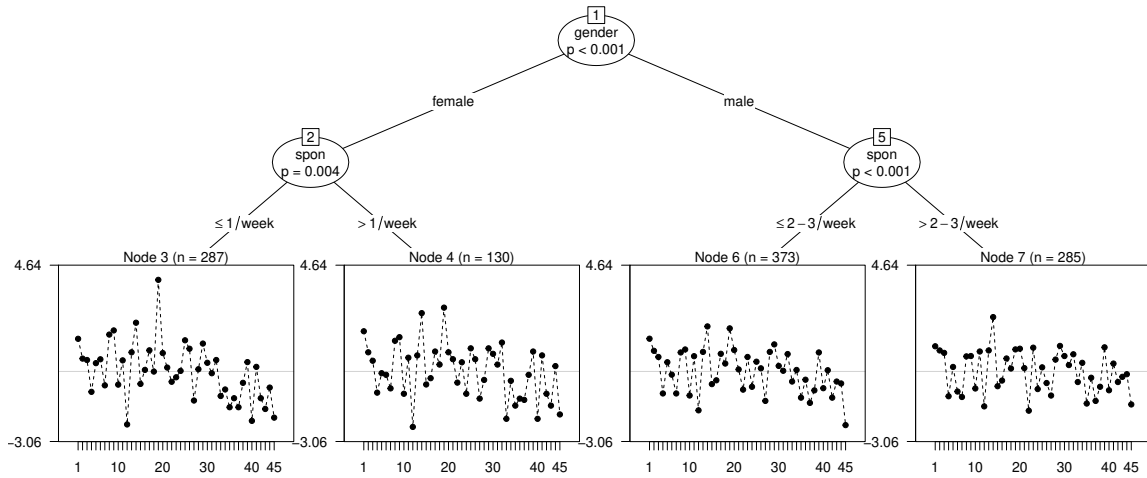 1
gender
p < 0.001
female
male
2
spon
p = 0.004
5
spon
p < 0.001
≤ 1/week
> 1/week
≤ 2 − 3/week
> 2 − 3/week
Node 3 (n = 287)
Node 4 (n = 130)
Node 6 (n = 373)
Node 7 (n = 285)
4.64
4.64
4.64
4.64
−3.06
−3.06
−3.06
−3.06
1 10 20 30 40 45
1 10 20 30 40 45
1 10 20 30 40 45
1 10 20 30 40 45